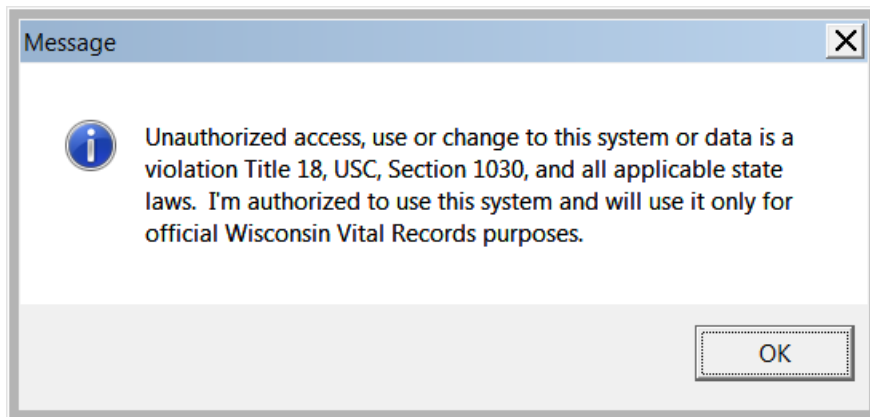 Message
Unauthorized access, use or change to this system or data is a
violation Title 18, USC, Section 1030, and all applicable state
laws.  I'm authorized to use this system and will use it only for
official Wisconsin Vital Records purposes.
OK